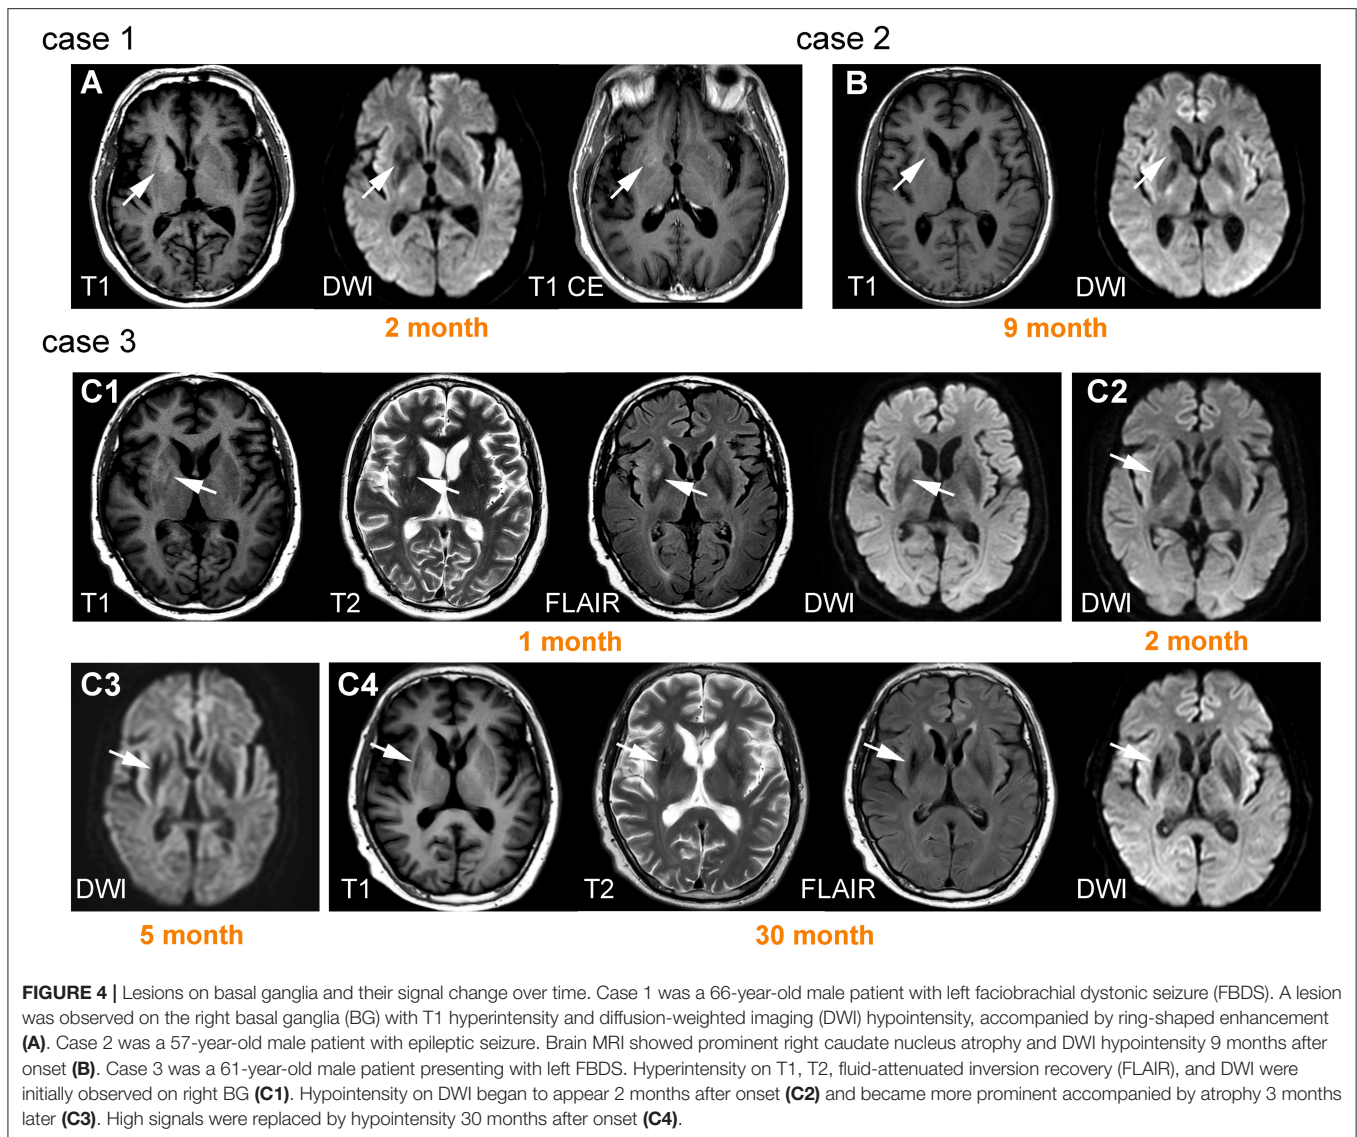 case 1
case 2
A
B
T1
DWI
T1 CE
T1
DWI
2 month
9 month
case 3
C1
C2
T1
T2
FLAIR
DWI
DWI
1 month
2 month
C3
C4
DWI
T1
T2
FLAIR
DWI
5 month
30 month
FIGURE 4 | Lesions on basal ganglia and their signal change over time. Case 1 was a 66-year-old male patient with left faciobrachial dystonic seizure (FBDS). A lesion
was observed on the right basal ganglia (BG) with T1 hyperintensity and diffusion-weighted imaging (DWI) hypointensity, accompanied by ring-shaped enhancement
(A). Case 2 was a 57-year-old male patient with epileptic seizure. Brain MRI showed prominent right caudate nucleus atrophy and DWI hypointensity 9 months after
onset (B). Case 3 was a 61-year-old male patient presenting with left FBDS. Hyperintensity on T1, T2, fluid-attenuated inversion recovery (FLAIR), and DWI were
initially observed on right BG (C1). Hypointensity on DWI began to appear 2 months after onset (C2) and became more prominent accompanied by atrophy 3 months
later (C3). High signals were replaced by hypointensity 30 months after onset (C4).